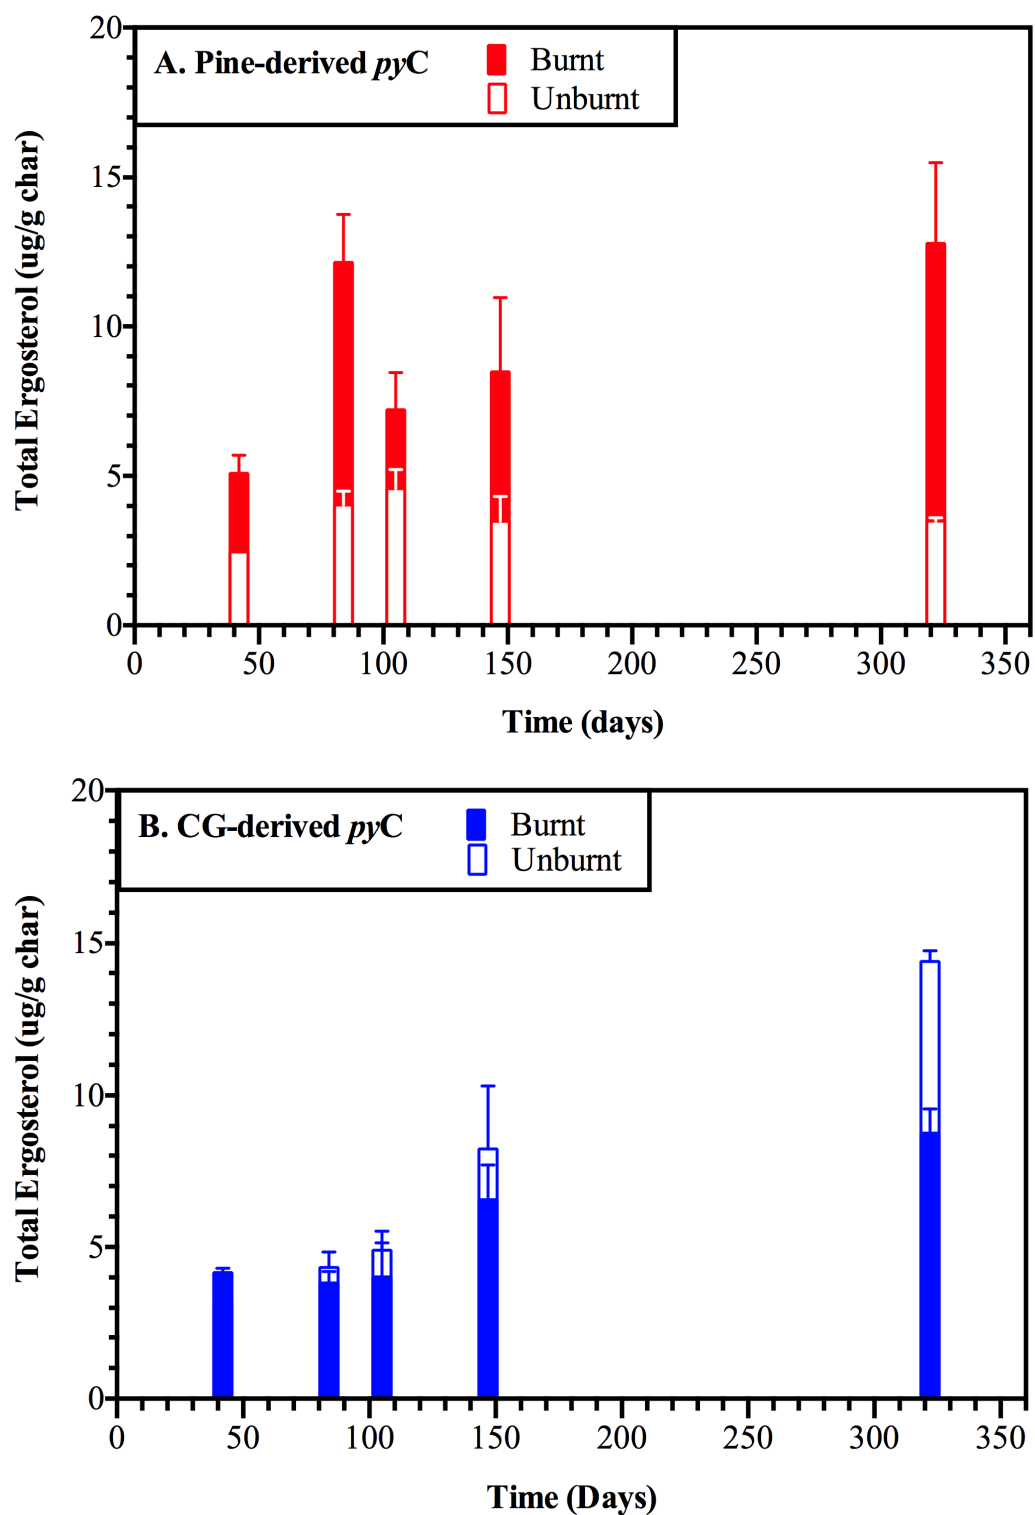 20
A. Pine-derived pyC
Burnt
Unburnt
15
10
5
0
Total Ergosterol (ug/g char)
0 50 100 150 200 250 300 350
Time (days)
20
B. CG-derived pyC
Burnt
Unburnt
15
10
5
0
Total Ergosterol (ug/g char)
0 50 100 150 200 250 300 350
Time (Days)